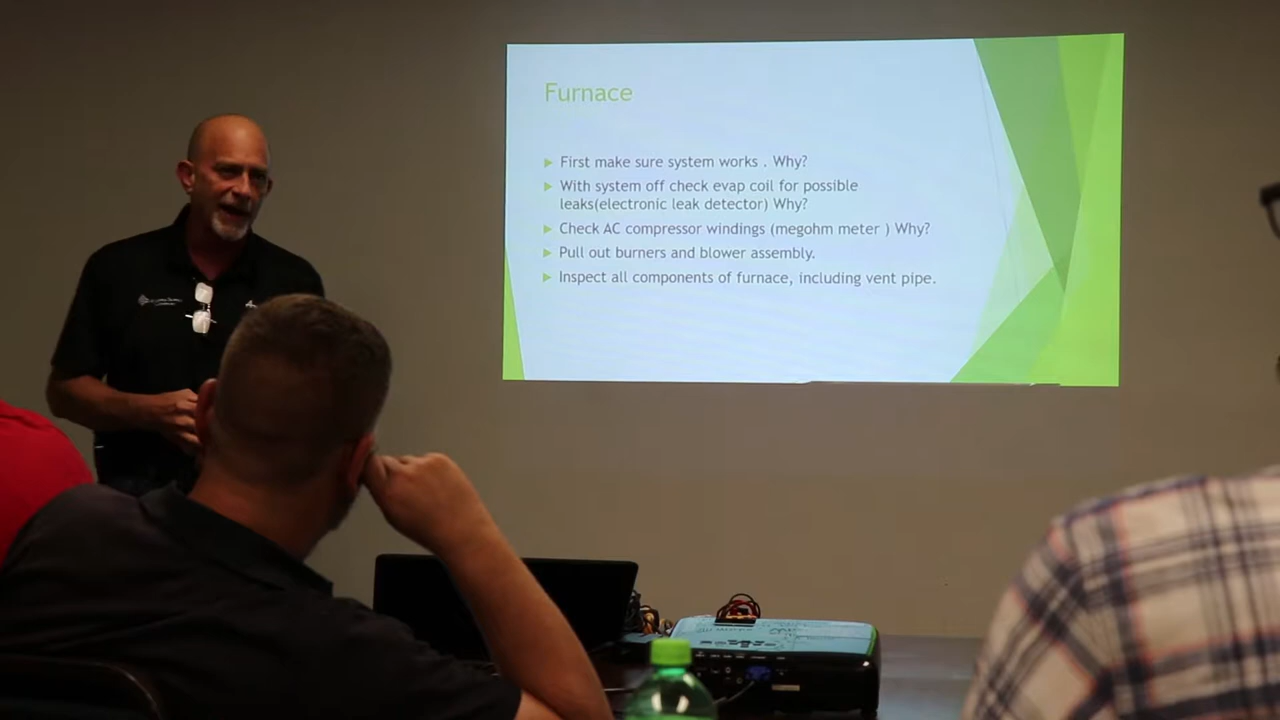 Furnace
First make sure system works . Why?
With system off check evap coil for possible
leaks(electronic leak detector) Why?
Check AC compressor windings (megohm meter ) Why?
Pull out burners and blower assembly.
Inspect all components of furnace, including vent pipe.